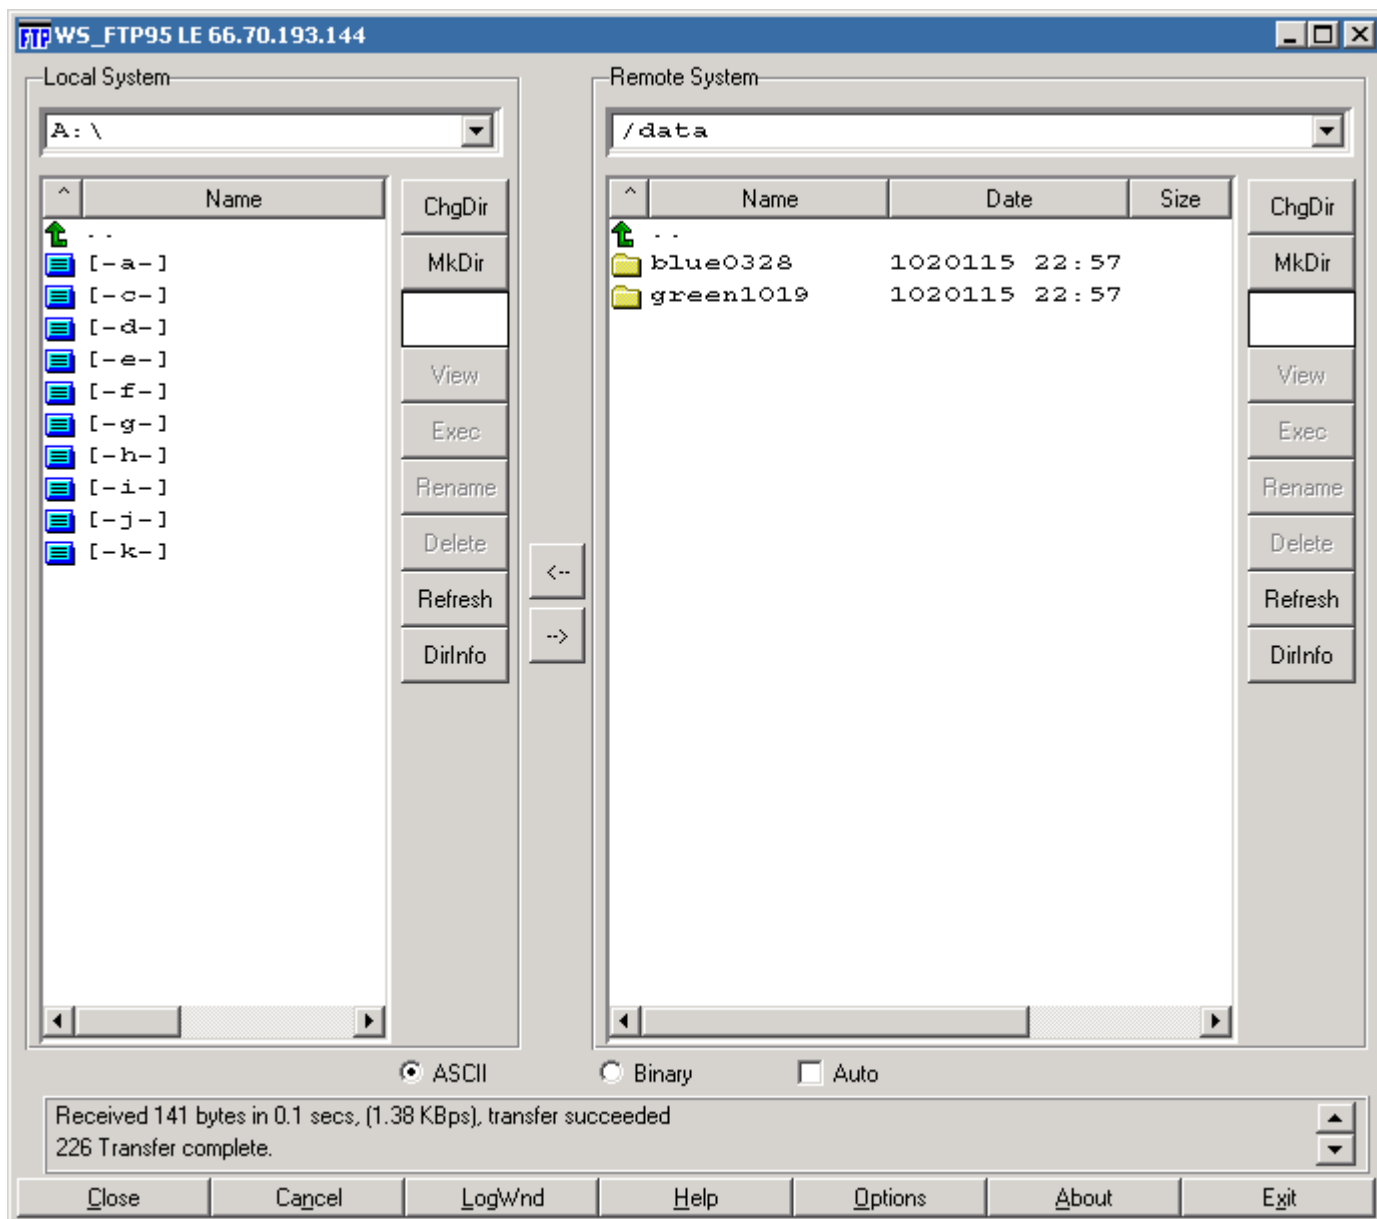 FTP WS_FTP95 LE 66.70.193.144
Local System
A:\
^ Name
..
[-a-]
[-c-]
[-d-]
[-e-]
[-f-]
[-g-]
[-h-]
[-i-]
[-j-]
[-k-]
ChgDir
MkDir
View
Exec
Rename
Delete
Refresh
DirInfo
<--
-->
Remote System
/data
^ Name Date Size
..
blue0328 1020115 22:57
green1019 1020115 22:57
ChgDir
MkDir
View
Exec
Rename
Delete
Refresh
DirInfo
ASCII Binary Auto
Received 141 bytes in 0.1 secs, (1.38 KBps), transfer succeeded
226 Transfer complete.
Close Cancel LogWnd Help Options About Exit